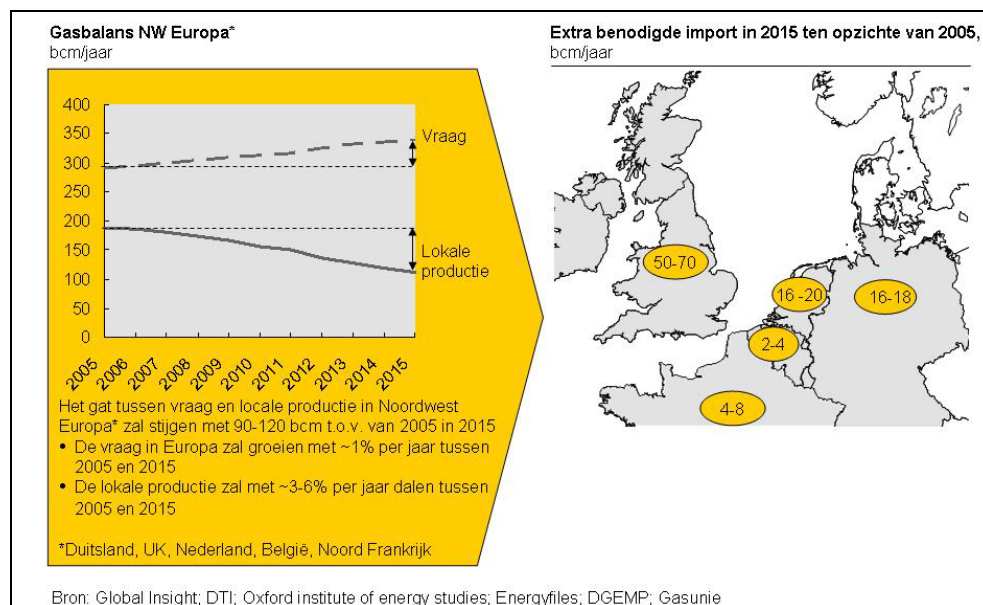 Gasbalans NW Europa*
bcm/jaar
400
350
300
250
200
150
100
50
0
Vraag
Lokale
productie
2005
2006
2007
2008
2009
2010
2011
2012
2013
2014
2015
Het gat tussen vraag en locale productie in Noordwest
Europa* zal stijgen met 90-120 bcm t.o.v. van 2005 in 2015
• De vraag in Europa zal groeien met ~1% per jaar tussen
2005 en 2015
• De lokale productie zal met ~3-6% per jaar dalen tussen
2005 en 2015
*Duitsland, UK, Nederland, België, Noord Frankrijk
Extra benodigde import in 2015 ten opzichte van 2005,
bcm/jaar
50-70
16 -20
16-18
2-4
4-8
Bron: Global Insight; DTI; Oxford institute of energy studies; Energyfiles; DGEMP; Gasunie